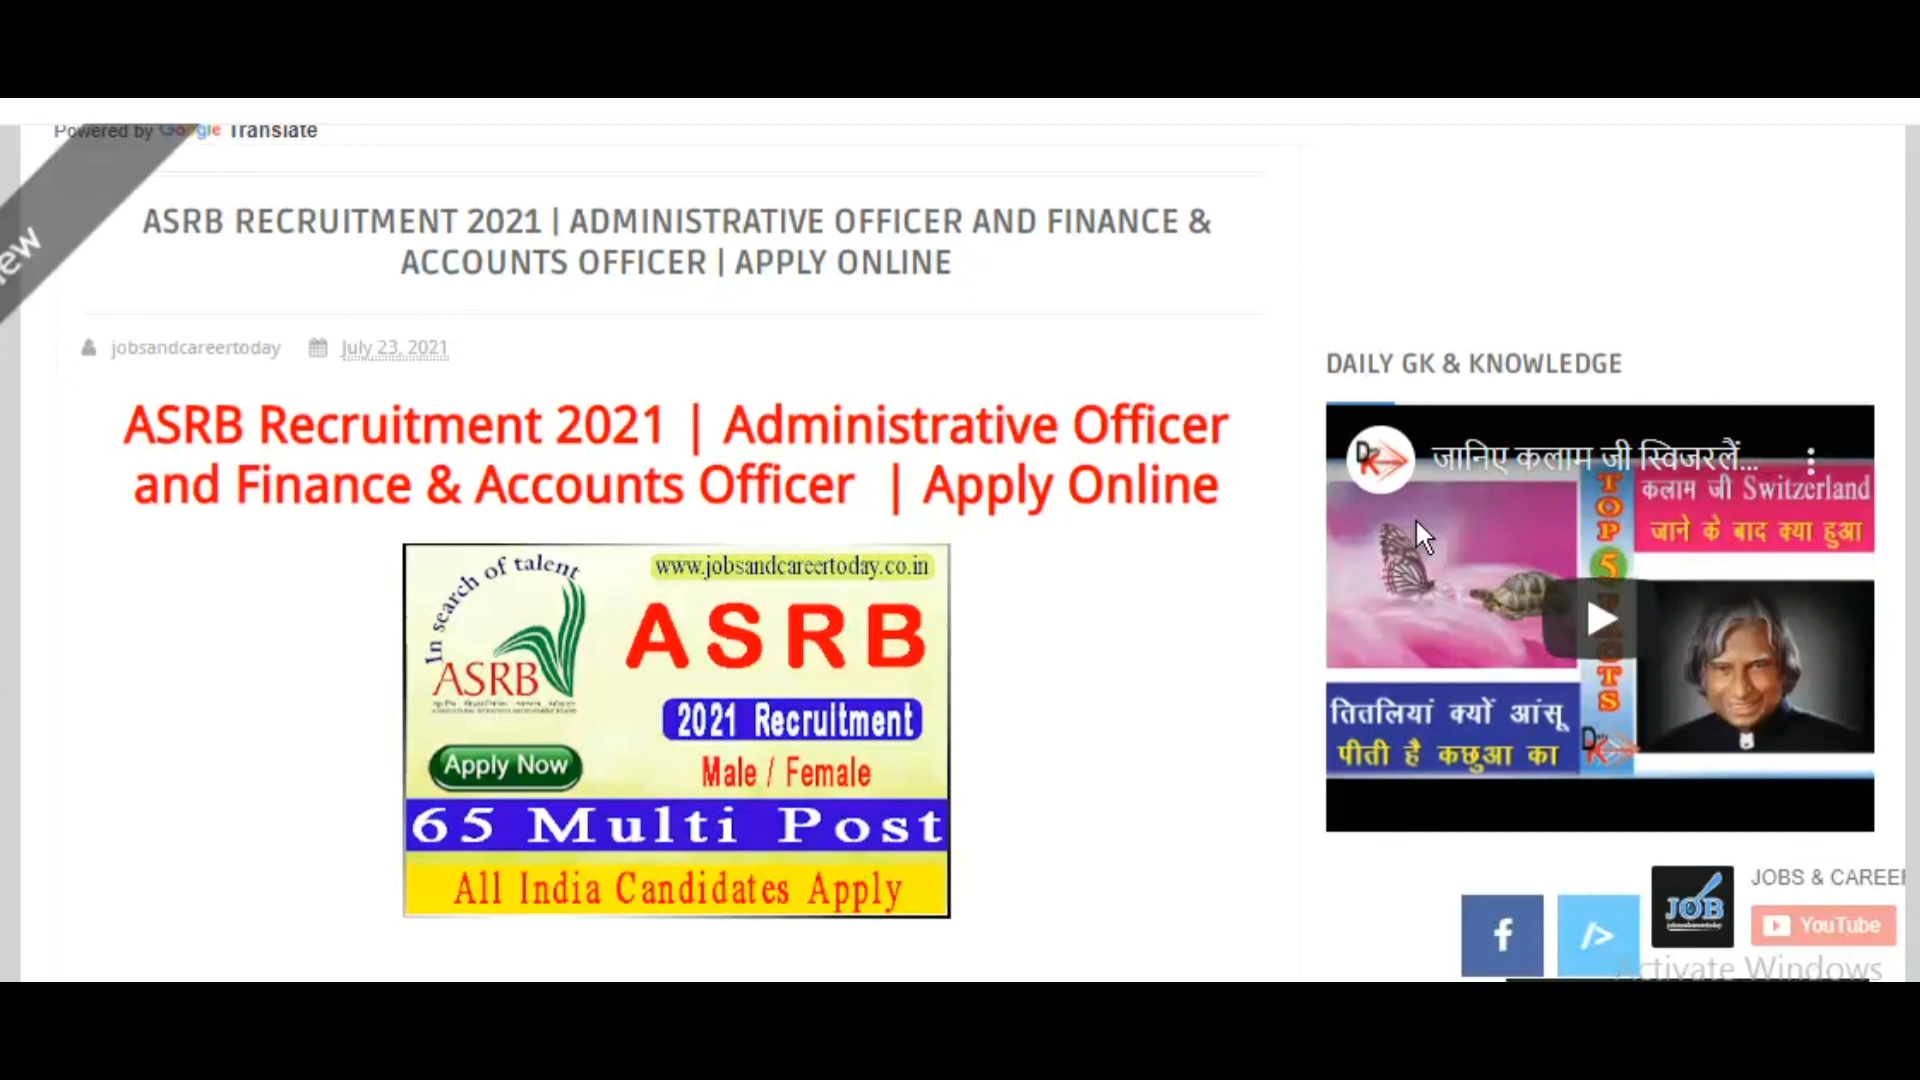 Powered by Google Translate
ew
ASRB RECRUITMENT 2021 | ADMINISTRATIVE OFFICER AND FINANCE &
ACCOUNTS OFFICER | APPLY ONLINE
jobsandcareertoday July 23, 2021
ASRB Recruitment 2021 | Administrative Officer
and Finance & Accounts Officer | Apply Online
In search of talent
ASRB
www.jobsandcareertoday.co.in
ASRB
2021 Recruitment
Apply Now
Male / Female
65 Multi Post
All India Candidates Apply
DAILY GK & KNOWLEDGE
DK
जानिए कलाम जी स्विजरलैं...
कलाम जी Switzerland
जाने के बाद क्या हुआ
TOP 5
तितलियां क्यों आंसू
पीती है कछुआ का
JOB
JOBS & CAREER
YouTube
Activate Windows